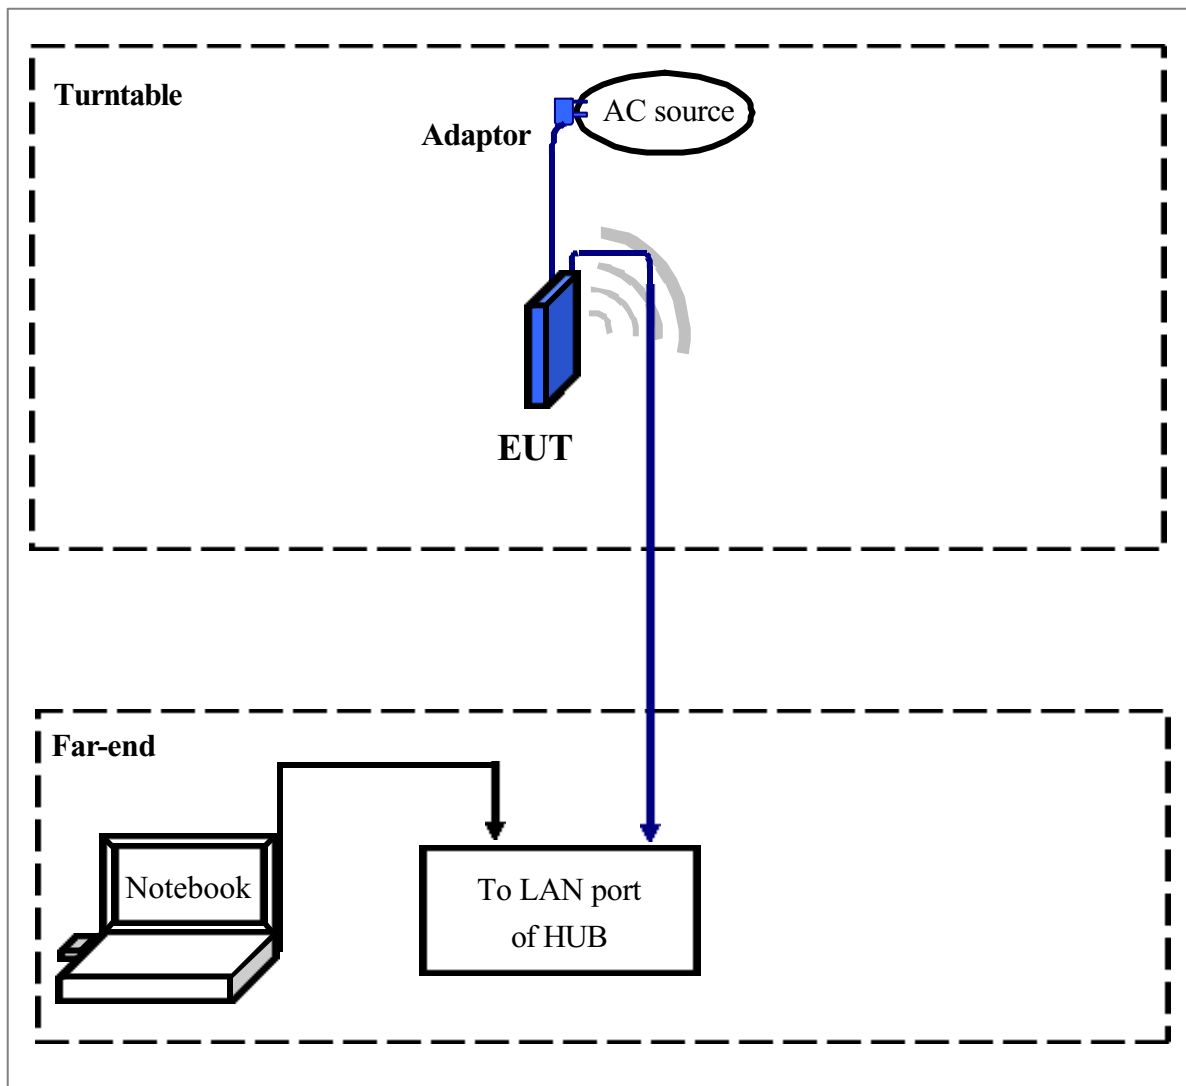 Turntable
AC source
Adaptor
EUT
Far-end
Notebook
To LAN port
of HUB